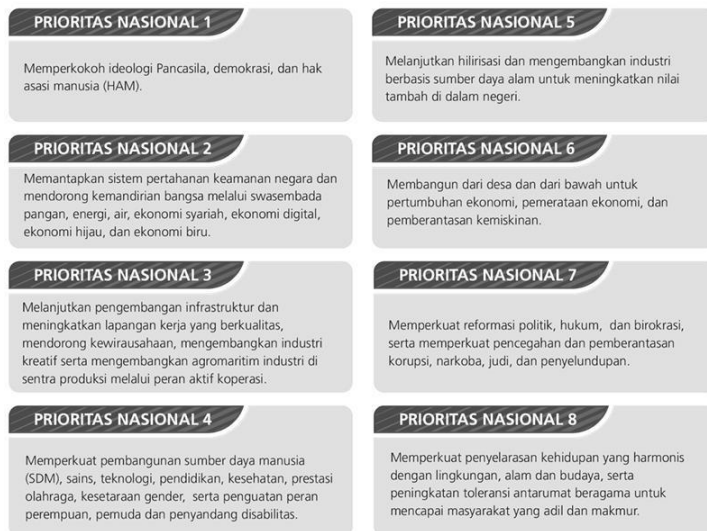 PRIORITAS NASIONAL 1
Memperkokoh ideologi Pancasila, demokrasi, dan hak
asasi manusia (HAM).
PRIORITAS NASIONAL 2
Memantapkan sistem pertahanan keamanan negara dan
mendorong kemandirian bangsa melalui swasembada
pangan, energi, air, ekonomi syariah, ekonomi digital,
ekonomi hijau, dan ekonomi biru.
PRIORITAS NASIONAL 3
Melanjutkan pengembangan infrastruktur dan
meningkatkan lapangan kerja yang berkualitas,
mendorong kewirausahaan, mengembangkan industri
kreatif serta mengembangkan agromaritim industri di
sentra produksi melalui peran aktif koperasi.
PRIORITAS NASIONAL 4
Memperkuat pembangunan sumber daya manusia
(SDM), sains, teknologi, pendidikan, kesehatan, prestasi
olahraga, kesetaraan gender, serta penguatan peran
perempuan, pemuda dan penyandang disabilitas.
PRIORITAS NASIONAL 5
Melanjutkan hilirisasi dan mengembangkan industri
berbasis sumber daya alam untuk meningkatkan nilai
tambah di dalam negeri.
PRIORITAS NASIONAL 6
Membangun dari desa dan dari bawah untuk
pertumbuhan ekonomi, pemerataan ekonomi, dan
pemberantasan kemiskinan.
PRIORITAS NASIONAL 7
Memperkuat reformasi politik, hukum, dan birokrasi,
serta memperkuat pencegahan dan pemberantasan
korupsi, narkoba, judi, dan penyelundupan.
PRIORITAS NASIONAL 8
Memperkuat penyelarasan kehidupan yang harmonis
dengan lingkungan, alam dan budaya, serta
peningkatan toleransi antarumat beragama untuk
mencapai masyarakat yang adil dan makmur.